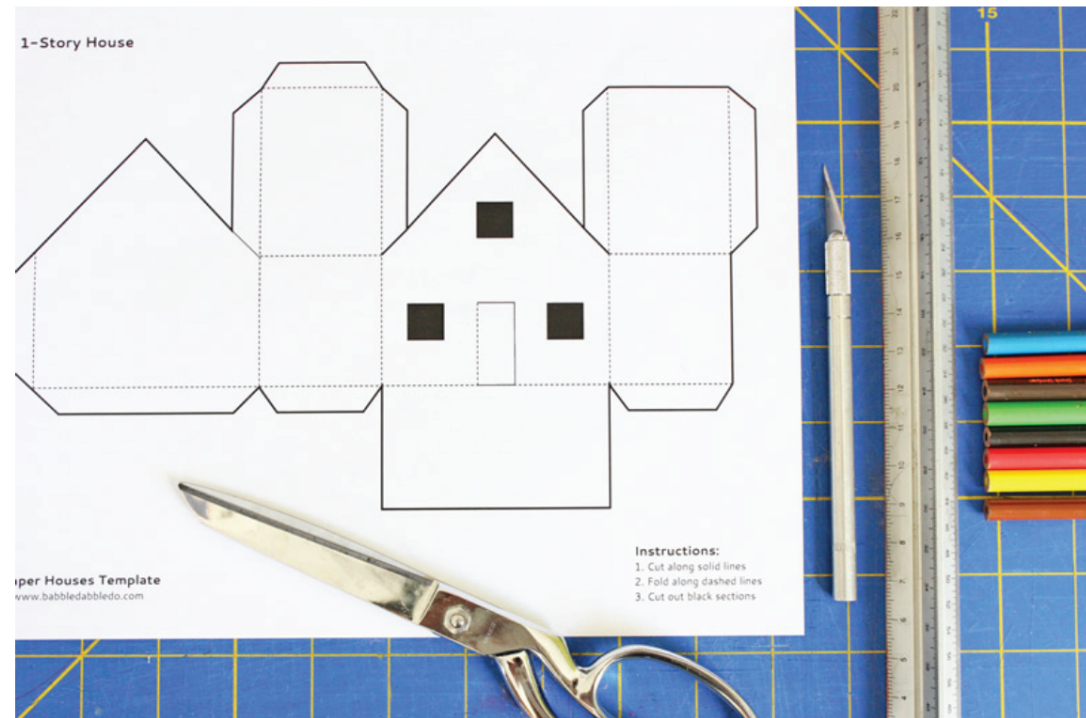 1-Story House
15
Instructions:
1. Cut along solid lines
2. Fold along dashed lines
3. Cut out black sections
aper Houses Template
www.babbledabbledo.com